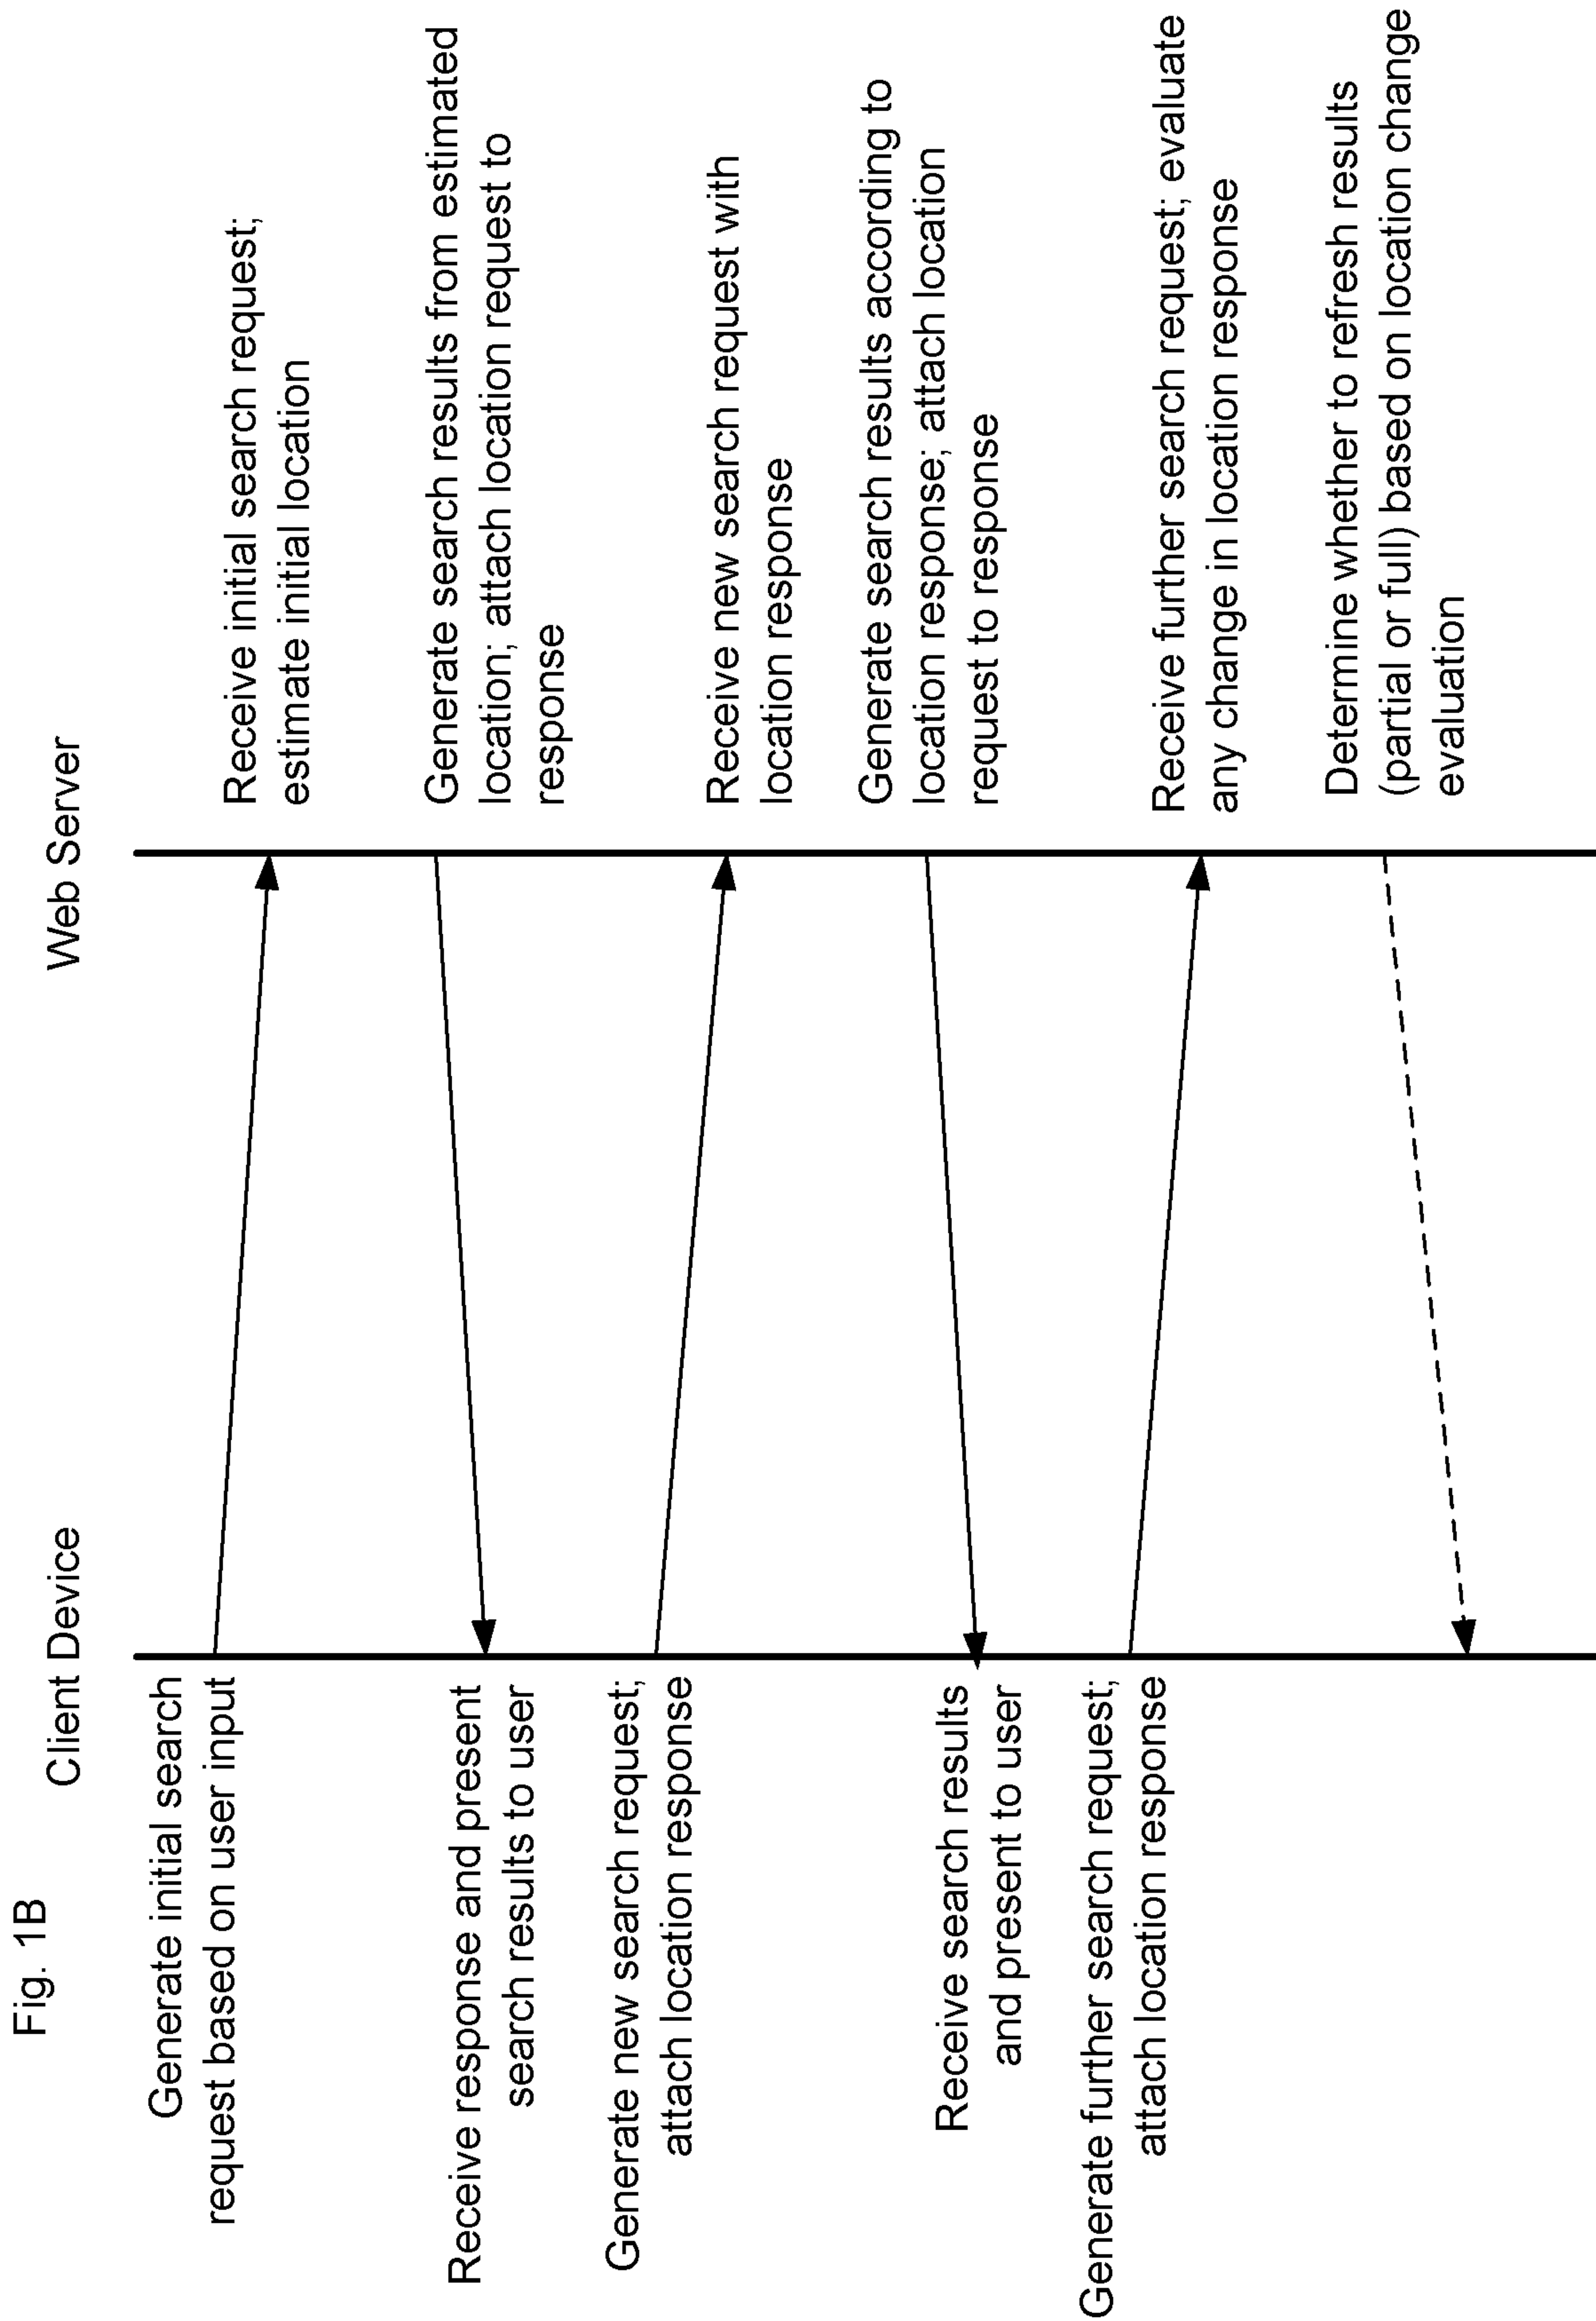 Fig. 1B
Client Device
Web Server
Generate initial search
request based on user input
Receive initial search request;
estimate initial location
Generate search results from estimated
location; attach location request to
response
Receive response and present
search results to user
Generate new search request;
attach location response
Receive new search request with
location response
Generate search results according to
location response; attach location
request to response
Receive search results
and present to user
Generate further search request;
attach location response
Receive further search request; evaluate
any change in location response
Determine whether to refresh results
(partial or full) based on location change
evaluation